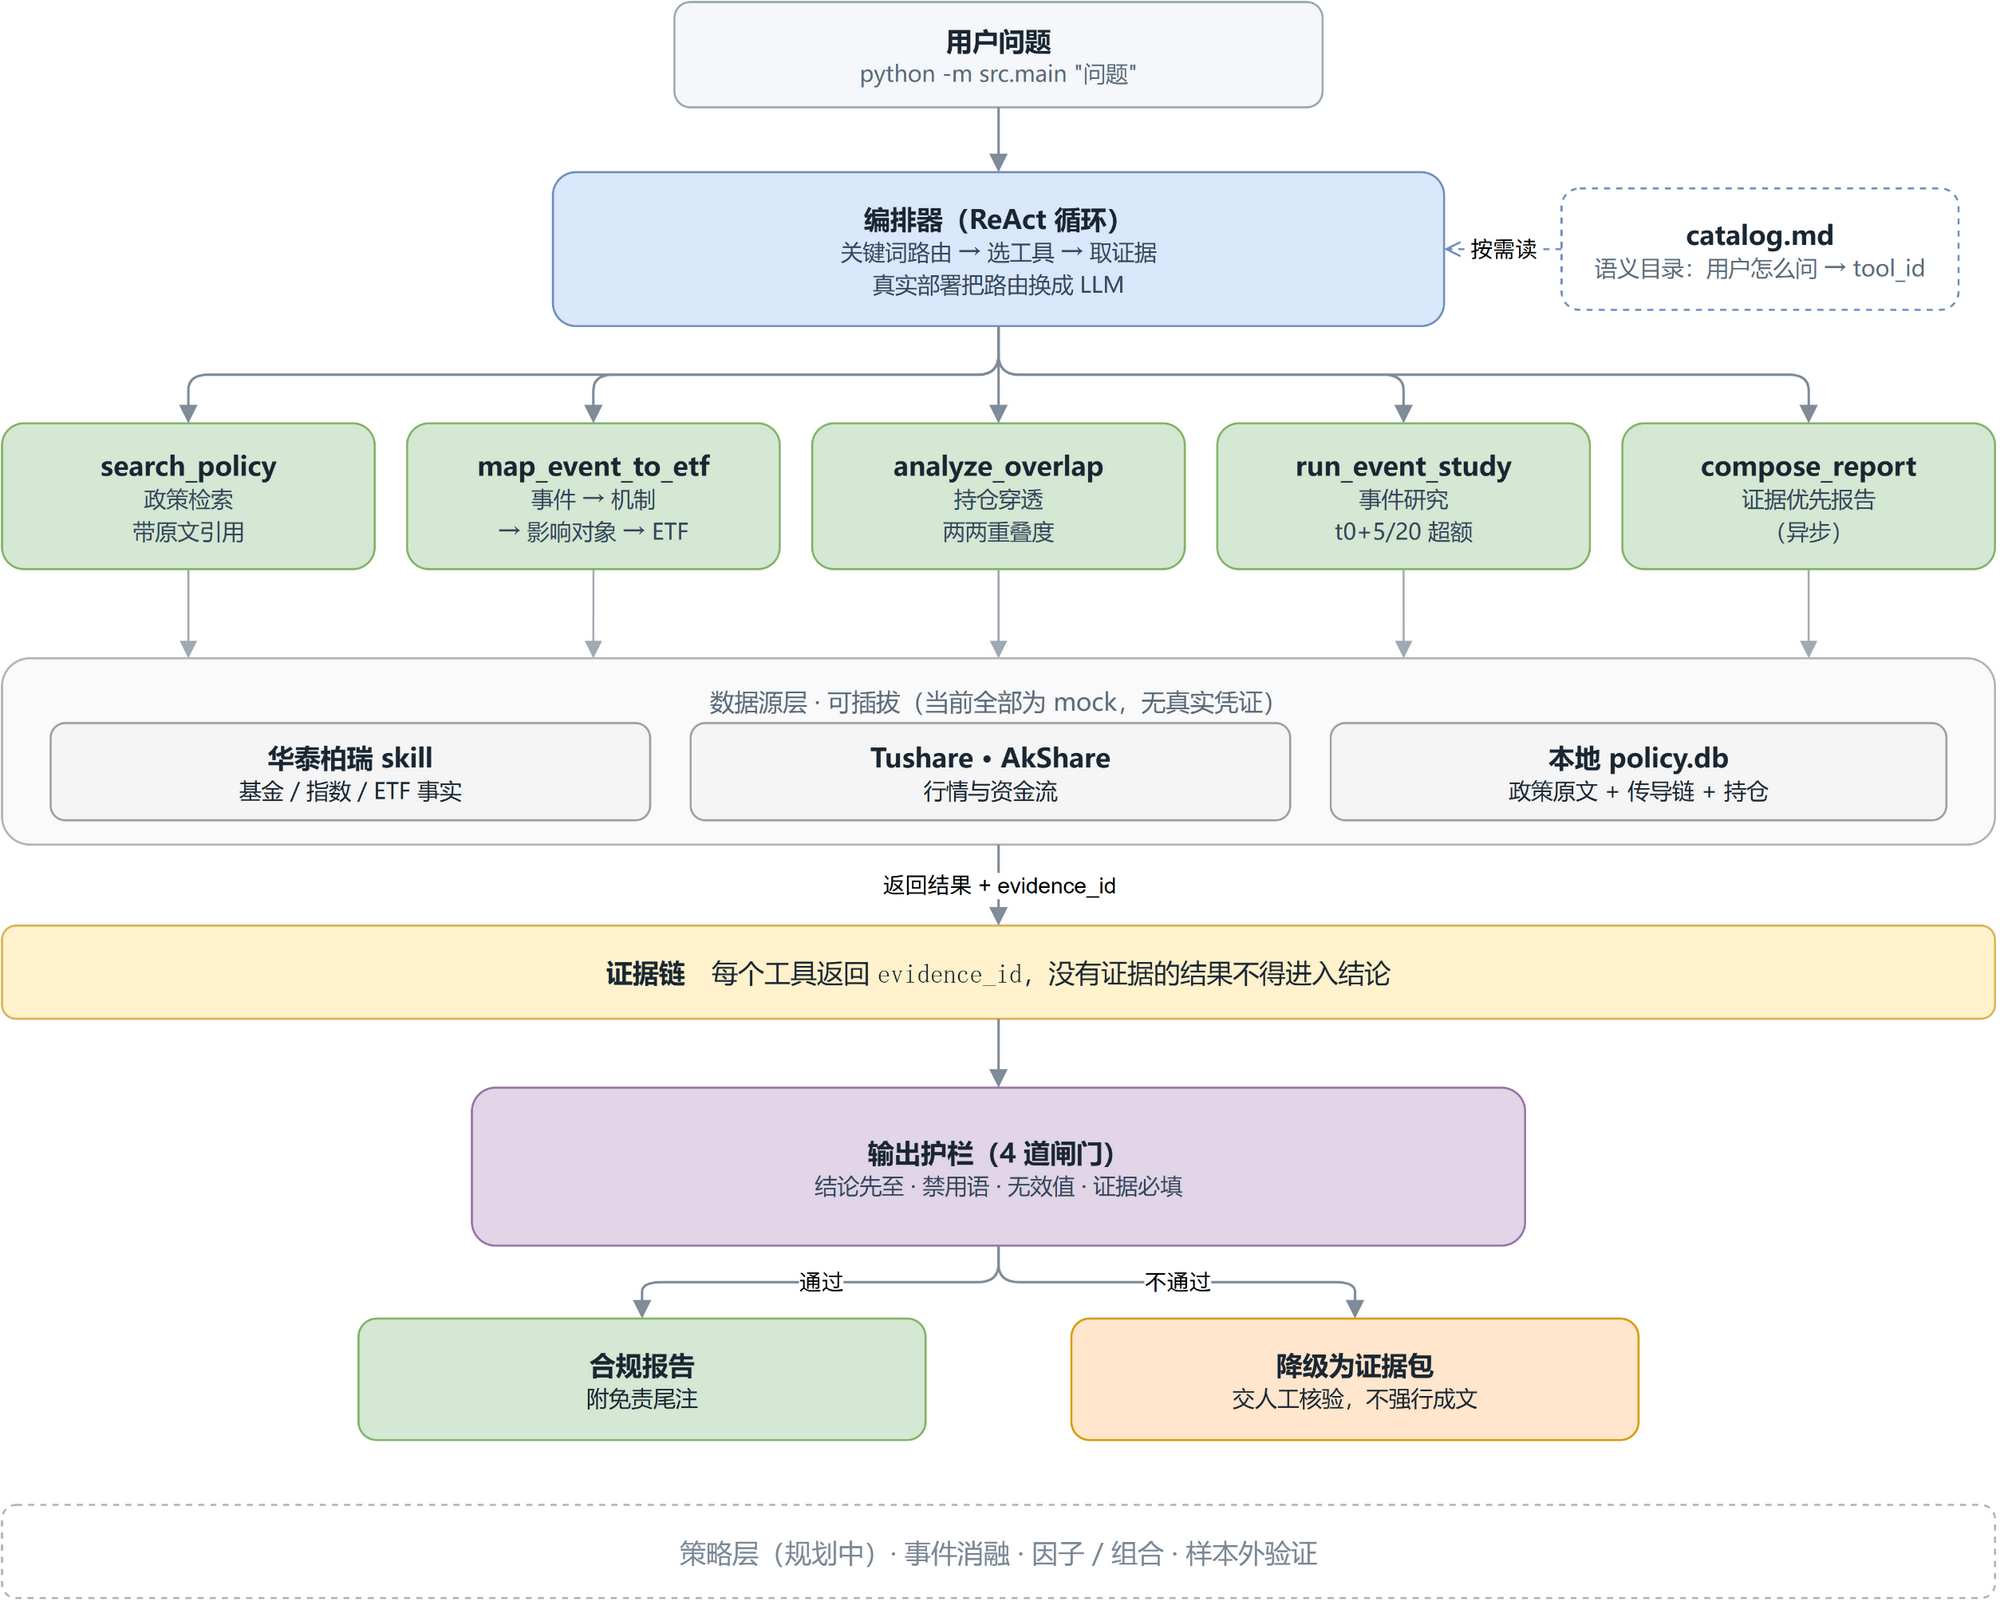 用户问题
python -m src.main "问题"
编排器（ReAct 循环）
关键词路由 → 选工具 → 取证据
真实部署把路由换成 LLM
按需读
catalog.md
语义目录：用户怎么问 → tool_id
search_policy
政策检索
带原文引用
map_event_to_etf
事件 → 机制
→ 影响对象 → ETF
analyze_overlap
持仓穿透
两两重叠度
run_event_study
事件研究
t0+5/20 超额
compose_report
证据优先报告
（异步）
数据源层 · 可插拔（当前全部为 mock，无真实凭证）
华泰柏瑞 skill
基金 / 指数 / ETF 事实
Tushare • AkShare
行情与资金流
本地 policy.db
政策原文 + 传导链 + 持仓
返回结果 + evidence_id
证据链 每个工具返回 evidence_id，没有证据的结果不得进入结论
输出护栏（4 道闸门）
结论先至 · 禁用语 · 无效值 · 证据必填
通过
不通过
合规报告
附免责尾注
降级为证据包
交人工核验，不强行成文
策略层（规划中）· 事件消融 · 因子 / 组合 · 样本外验证